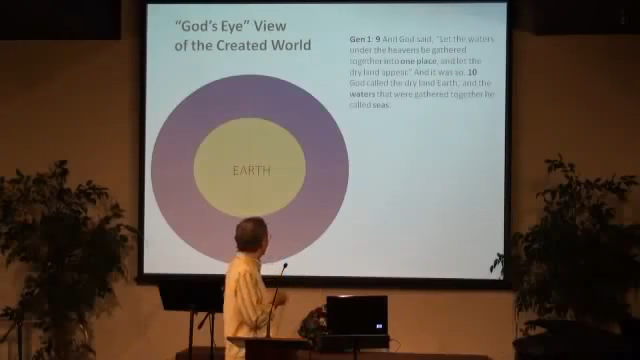 “God’s Eye” View
of the Created World
Gen 1: 9 And God said, “Let the waters
under the heavens be gathered
together into one place, and let the
dry land appear.” And it was so. 10
God called the dry land Earth, and the
waters that were gathered together he
called seas.
EARTH